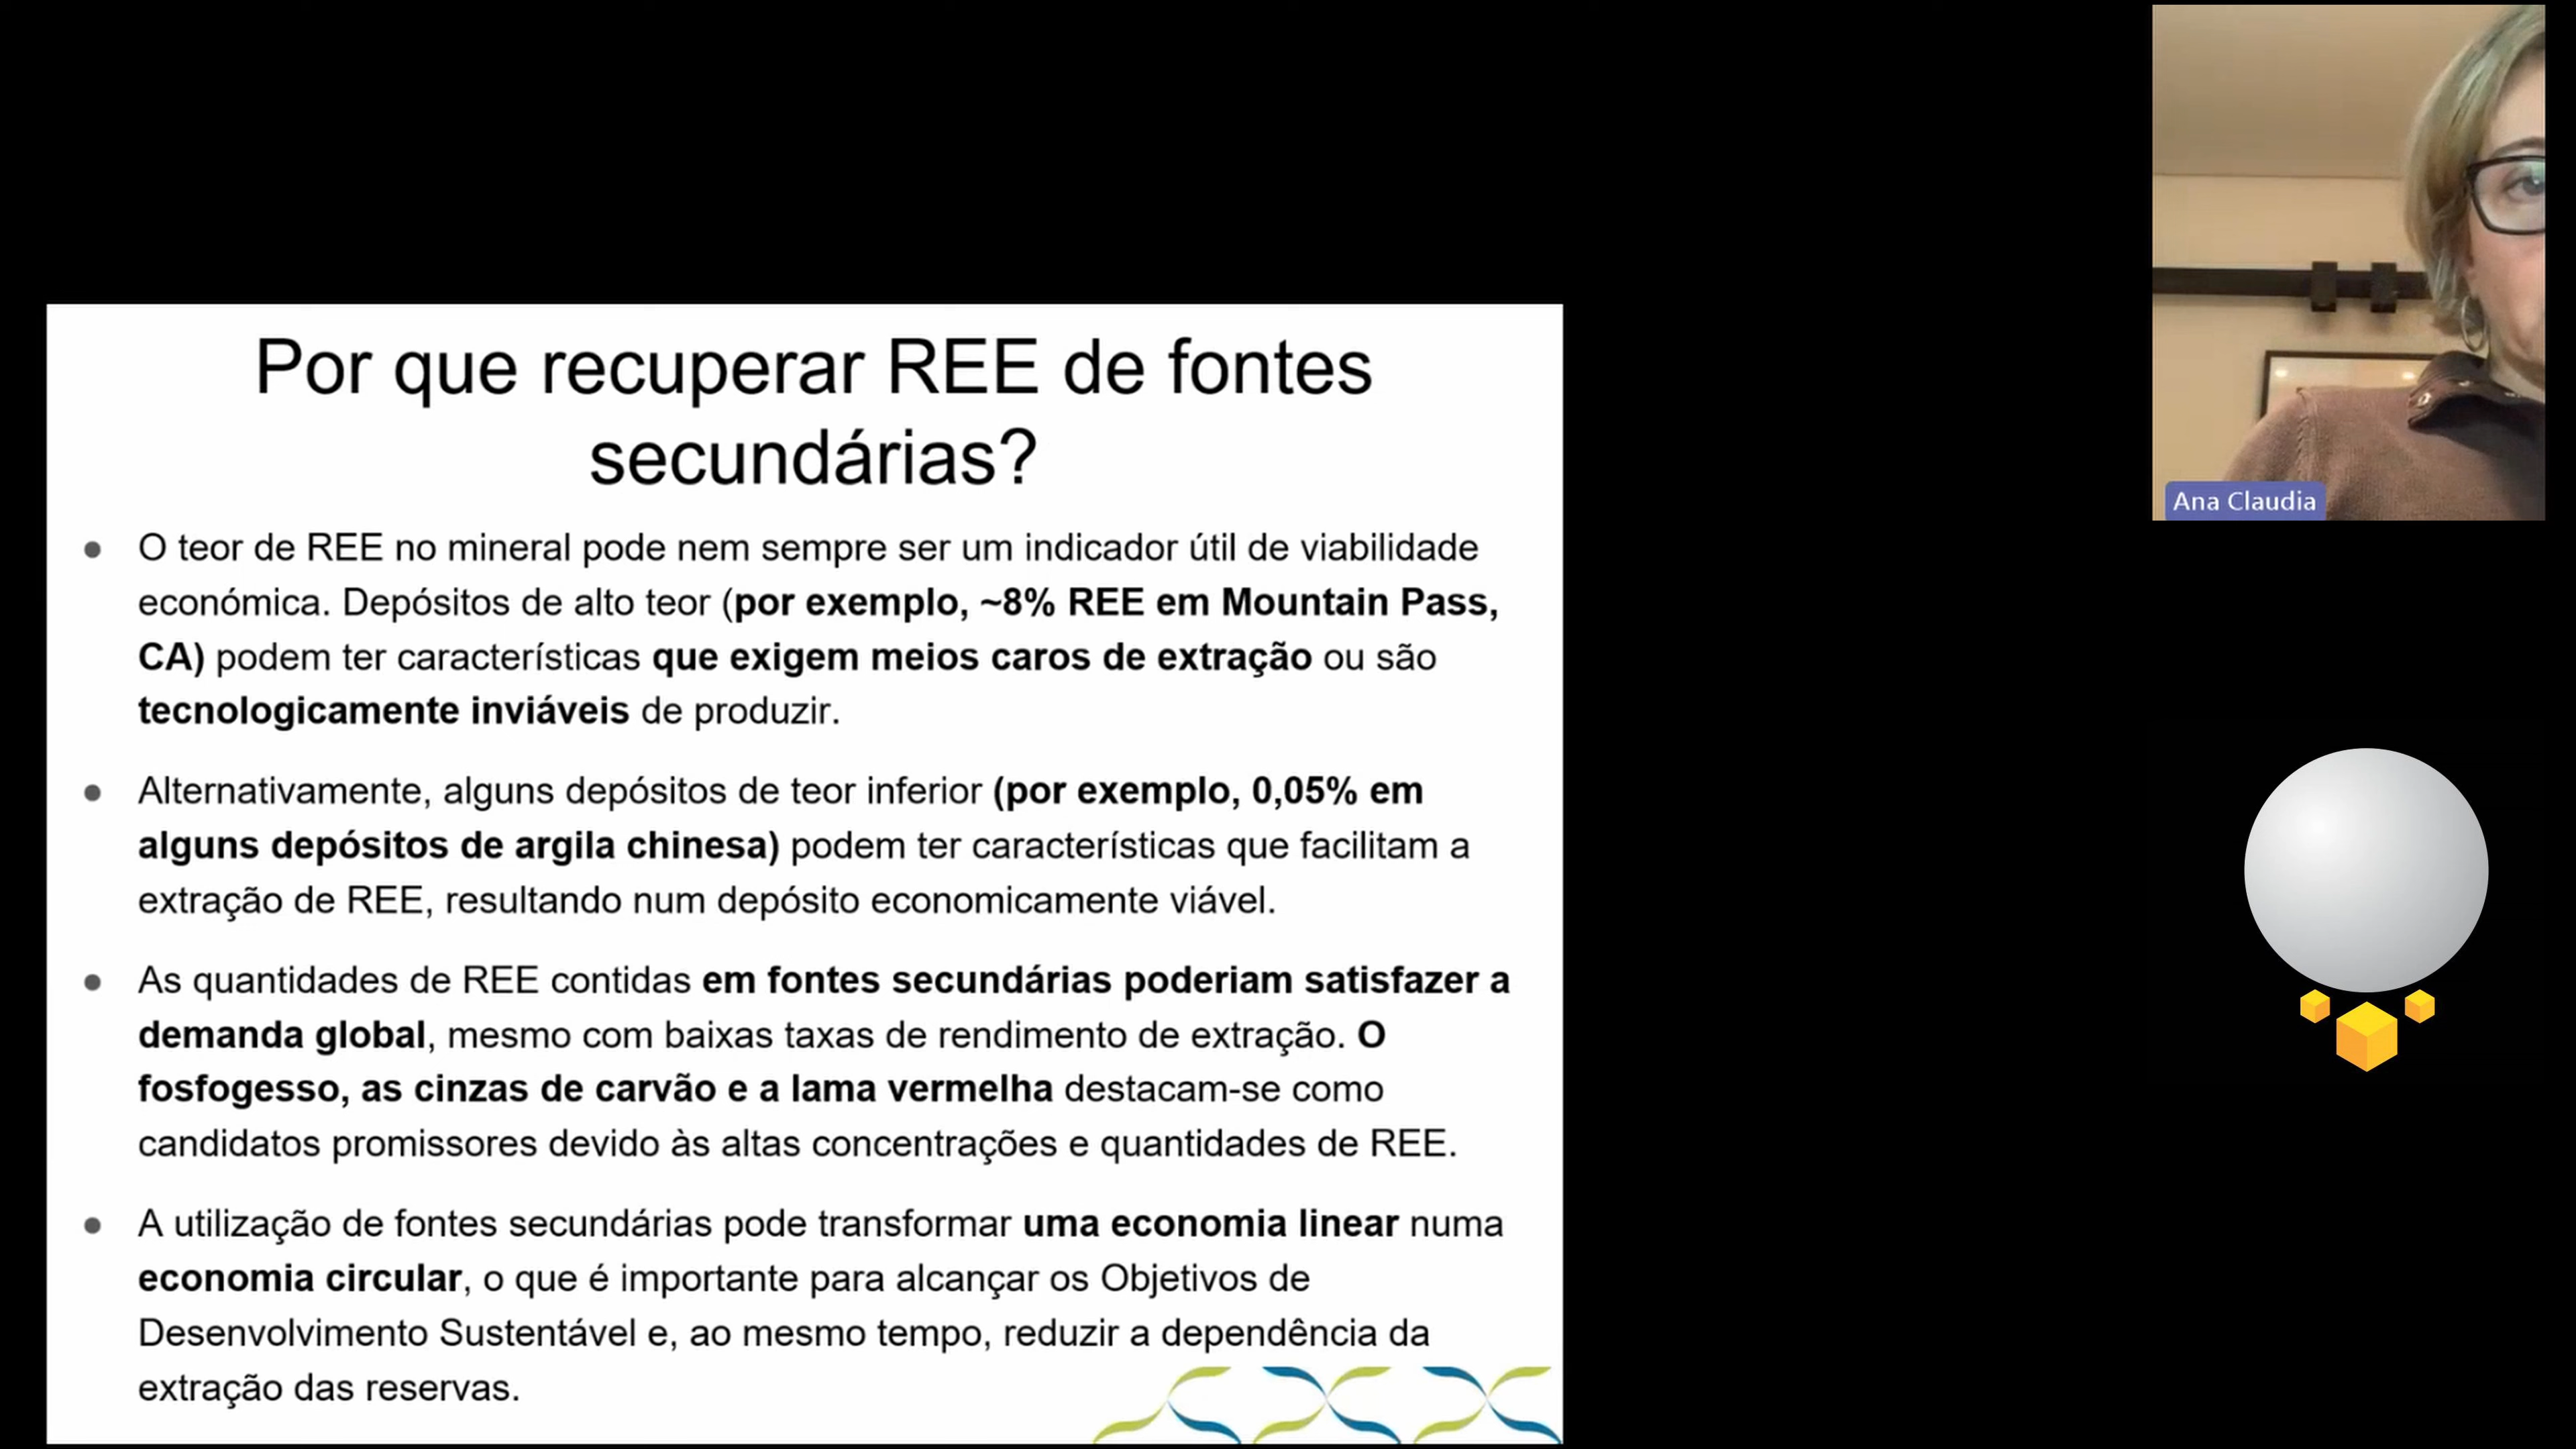 Por que recuperar REE de fontes
secundárias?
● O teor de REE no mineral pode nem sempre ser um indicador útil de viabilidade
económica. Depósitos de alto teor (por exemplo, ~8% REE em Mountain Pass,
CA) podem ter características que exigem meios caros de extração ou são
tecnologicamente inviáveis de produzir.
● Alternativamente, alguns depósitos de teor inferior (por exemplo, 0,05% em
alguns depósitos de argila chinesa) podem ter características que facilitam a
extração de REE, resultando num depósito economicamente viável.
● As quantidades de REE contidas em fontes secundárias poderiam satisfazer a
demanda global, mesmo com baixas taxas de rendimento de extração. O
fosfogesso, as cinzas de carvão e a lama vermelha destacam-se como
candidatos promissores devido às altas concentrações e quantidades de REE.
● A utilização de fontes secundárias pode transformar uma economia linear numa
economia circular, o que é importante para alcançar os Objetivos de
Desenvolvimento Sustentável e, ao mesmo tempo, reduzir a dependência da
extração das reservas.
Ana Claudia